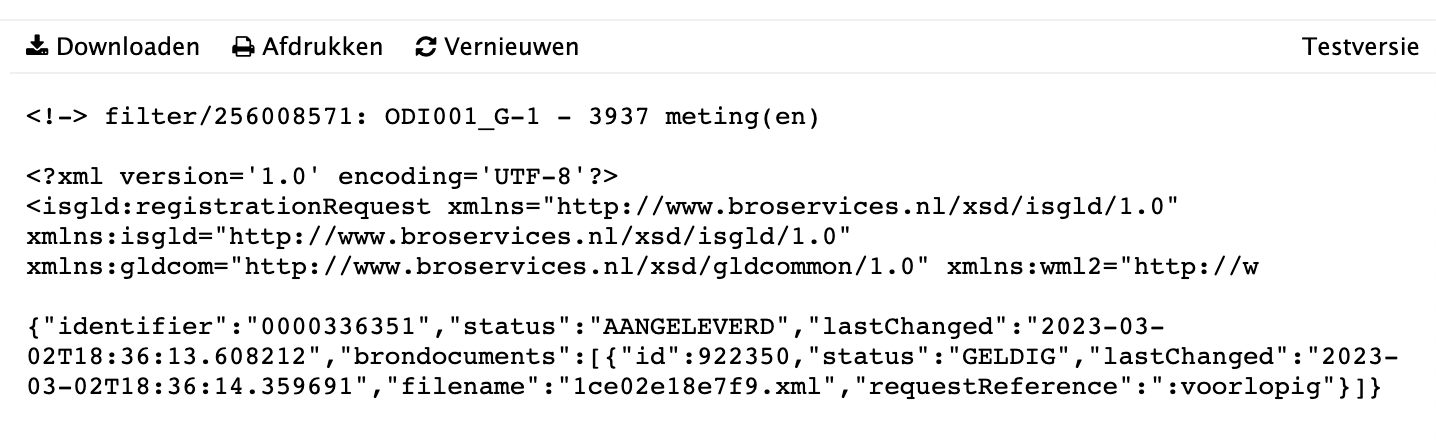 Downloaden Afdrukken Vernieuwen Testversie
<!-> filter/256008571: ODI001_G-1 - 3937 meting(en)
<?xml version='1.0' encoding='UTF-8'?>
<isgld:registrationRequest xmlns="http://www.broservices.nl/xsd/isgld/1.0"
xmlns:isgld="http://www.broservices.nl/xsd/isgld/1.0"
xmlns:gldcom="http://www.broservices.nl/xsd/gldcommon/1.0" xmlns:wml2="http://w
{"identifier":"0000336351","status":"AANGELEVERD","lastChanged":"2023-03-
02T18:36:13.608212","brondocuments":[{"id":922350,"status":"GELDIG","lastChanged":"2023-
03-02T18:36:14.359691","filename":"1ce02e18e7f9.xml","requestReference":":voorlopig"}]}